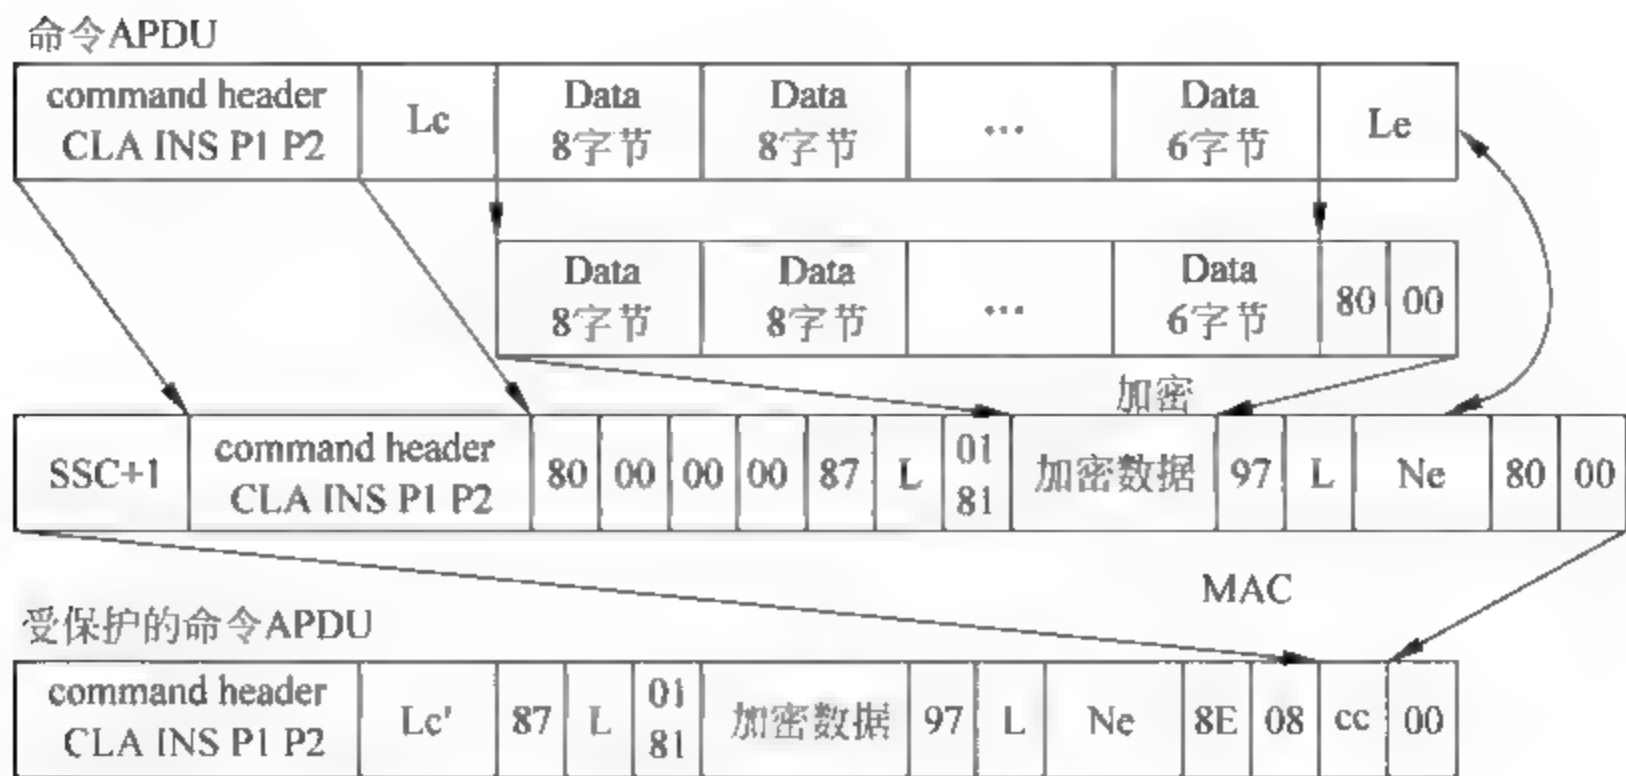 命令APDU
command header
CLA INS P1 P2
Lc
Data
8字节
Data
8字节
...
Data
6字节
Le
Data
8字节
Data
8字节
...
Data
6字节
80
00
加密
SSC+1
command header
CLA INS P1 P2
80
00
00
00
87
L
01
81
加密数据
97
L
Ne
80
00
MAC
受保护的命令APDU
command header
CLA INS P1 P2
Lc'
87
L
01
81
加密数据
97
L
Ne
8E
08
cc
00